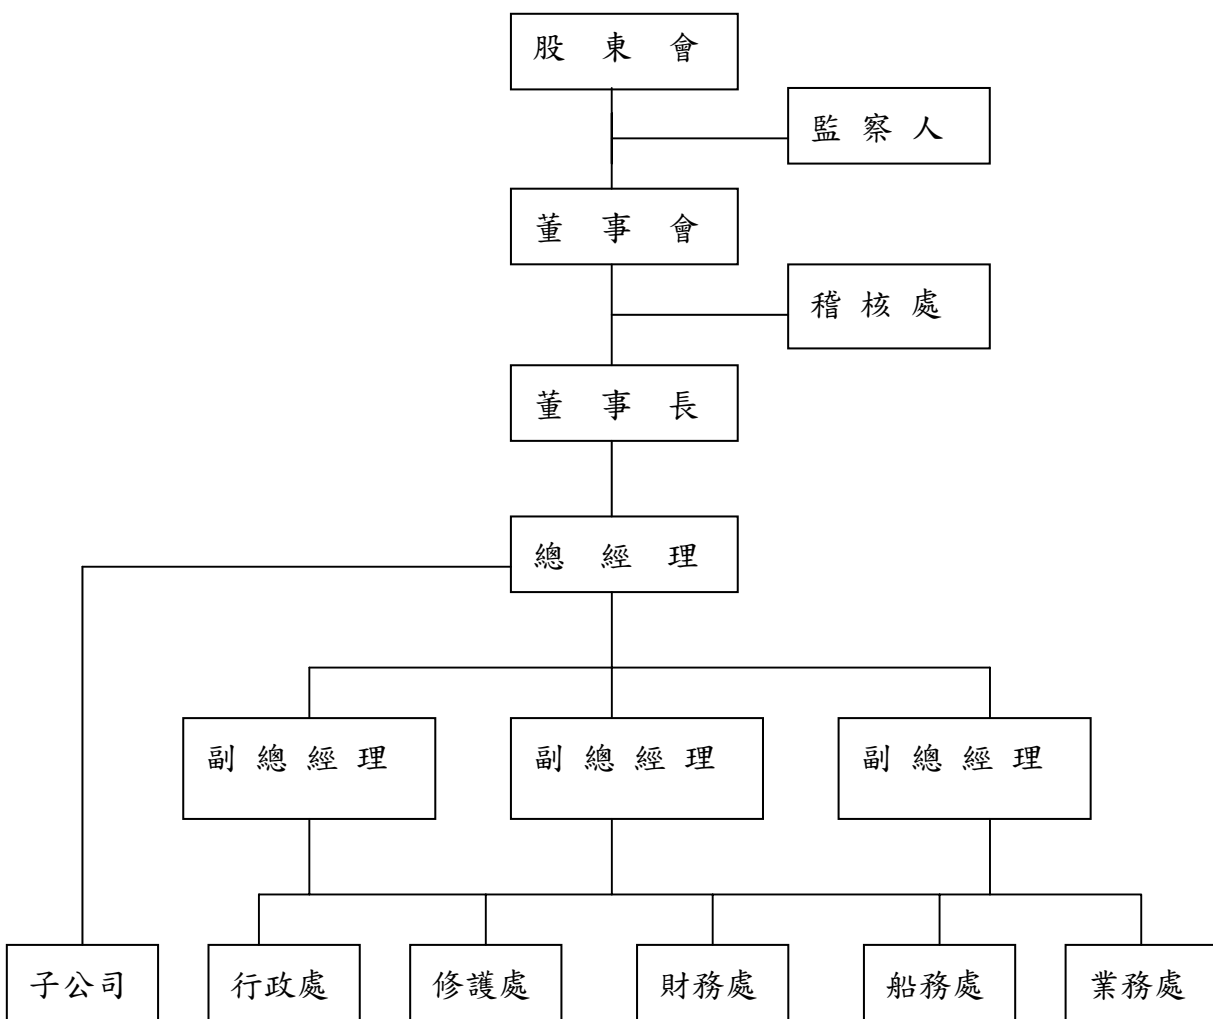 股東會
監察人
董事會
稽核處
董事長
總經理
副總經理
副總經理
副總經理
子公司
行政處
修護處
財務處
船務處
業務處